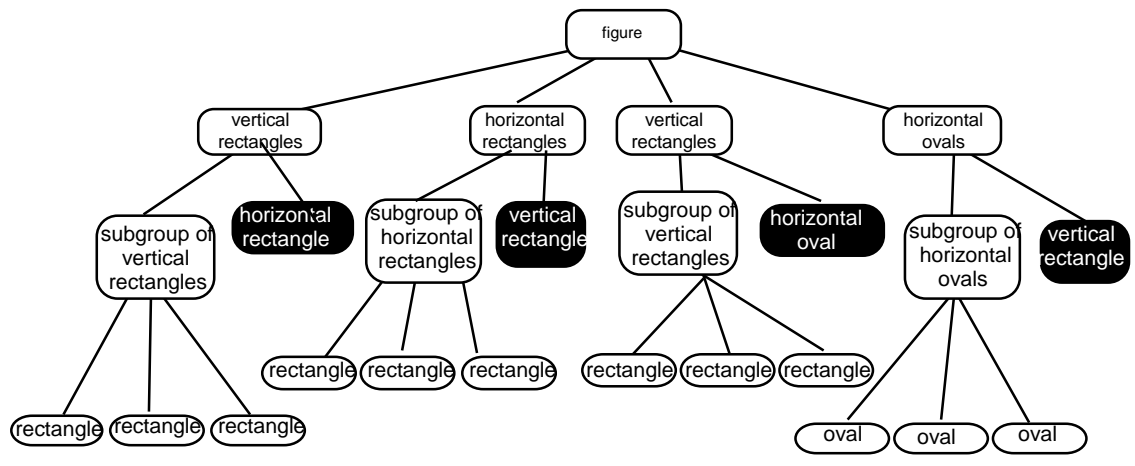 figure
vertical
rectangles
horizontal
rectangles
vertical
rectangles
horizontal
ovals
subgroup of
vertical
rectangles
horizontal
rectangle
subgroup of
horizontal
rectangles
vertical
rectangle
subgroup of
vertical
rectangles
horizontal
oval
subgroup of
horizontal
ovals
vertical
rectangle
rectangle
rectangle
rectangle
rectangle
rectangle
rectangle
rectangle
rectangle
rectangle
oval
oval
oval